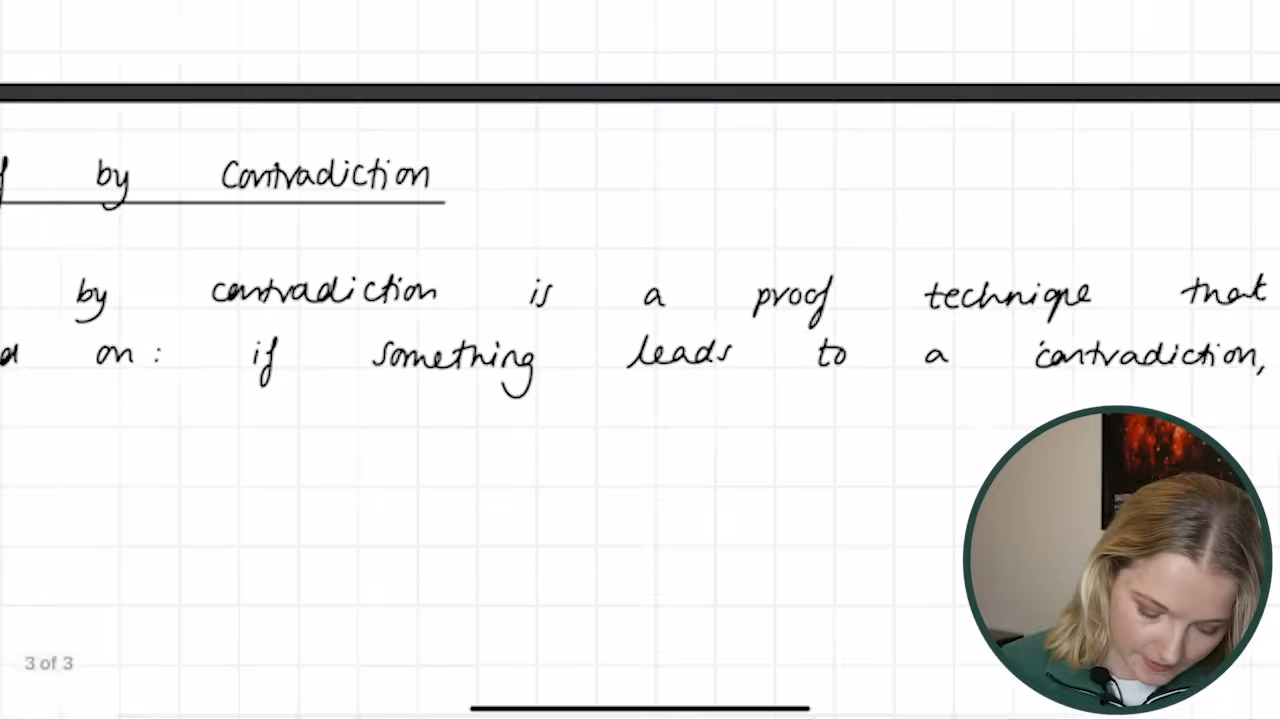 by Contradiction
by contradiction is a proof technique that
on: if something leads to a contradiction,
3 of 3